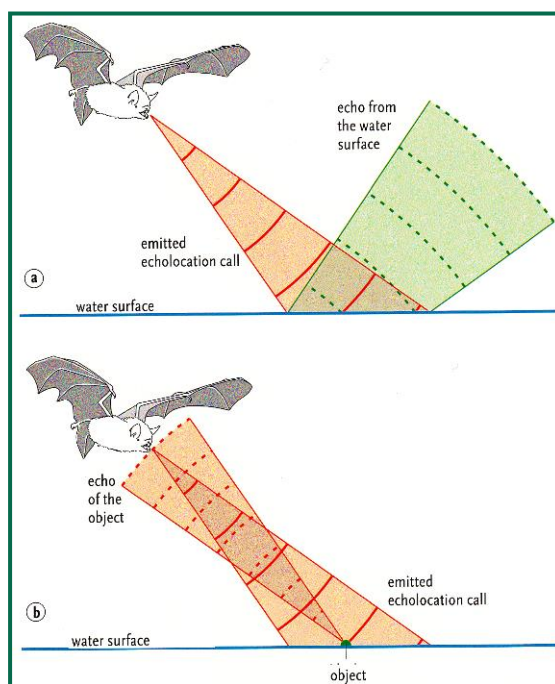 echo from
the water
surface
emitted
echolocation call
a
water surface
echo
of the
object
emitted
echolocation call
b
water surface
object